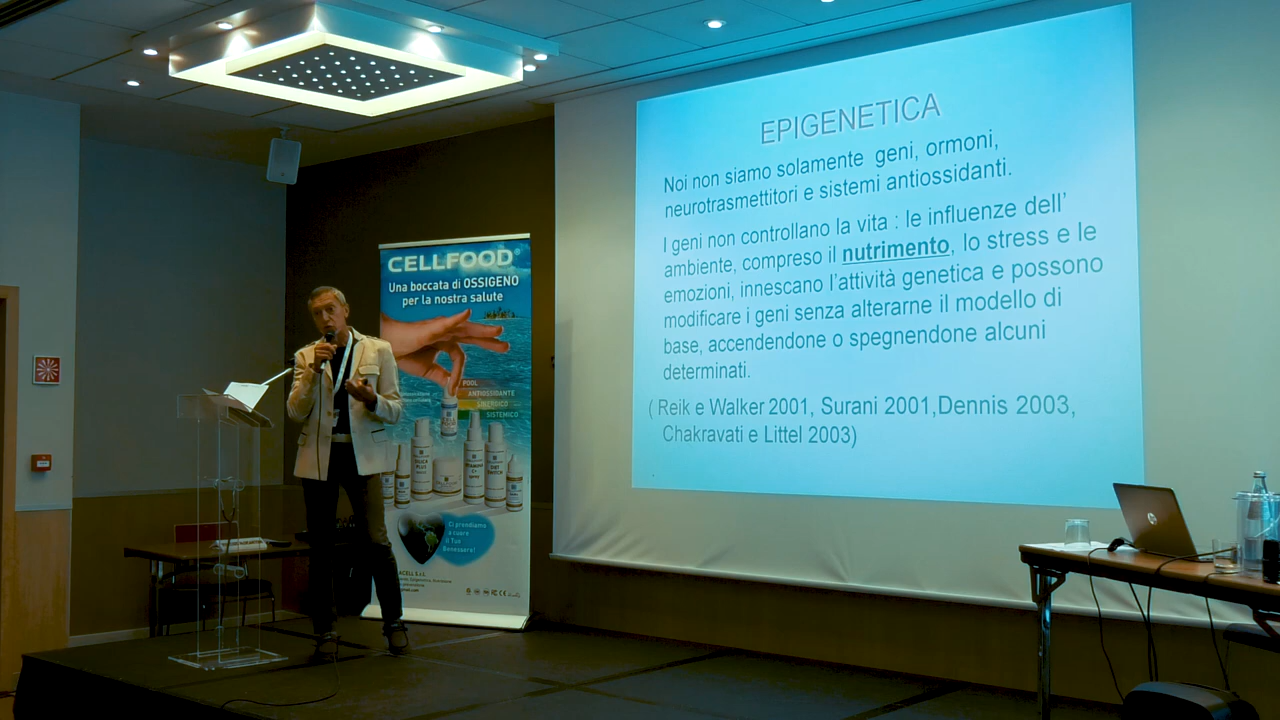 EPIGENETICA
Noi non siamo solamente geni, ormoni,
neurotrasmettitori e sistemi antiossidanti.
I geni non controllano la vita : le influenze dell'
ambiente, compreso il nutrimento, lo stress e le
emozioni, innescano l'attività genetica e possono
modificare i geni senza alterarne il modello di
base, accendendone o spegnendone alcuni
determinati.
( Reik e Walker 2001, Surani 2001,Dennis 2003,
Chakravati e Littel 2003)
CELLFOOD®
Una boccata di OSSIGENO
per la nostra salute
POOL
ANTIOSSIDANTE
SINERGICO
SISTEMICO
Ci prendiamo
a cuore
il Tuo
Benessere!